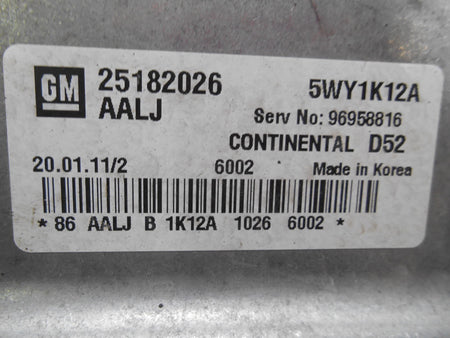 GM 25182026 5WY1K12A
AALJ Serv No: 96958816
CONTINENTAL D52
20.01.11/2 6002 Made in Korea
* 86 AALJ B 1K12A 1026 6002 *